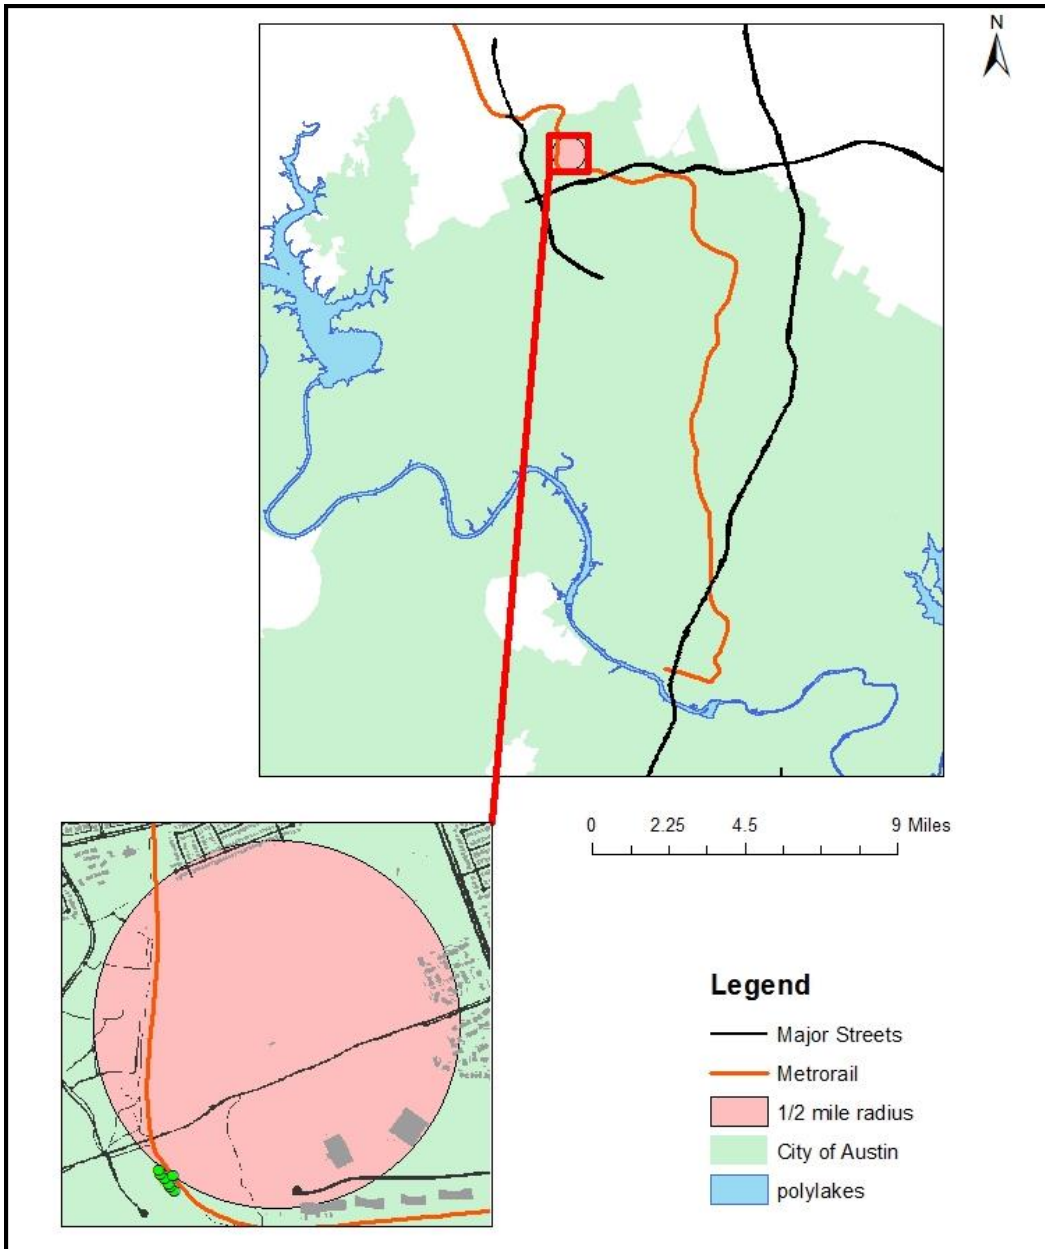 N
0 2.25 4.5 9 Miles
Legend
Major Streets
Metrorail
1/2 mile radius
City of Austin
polylakes